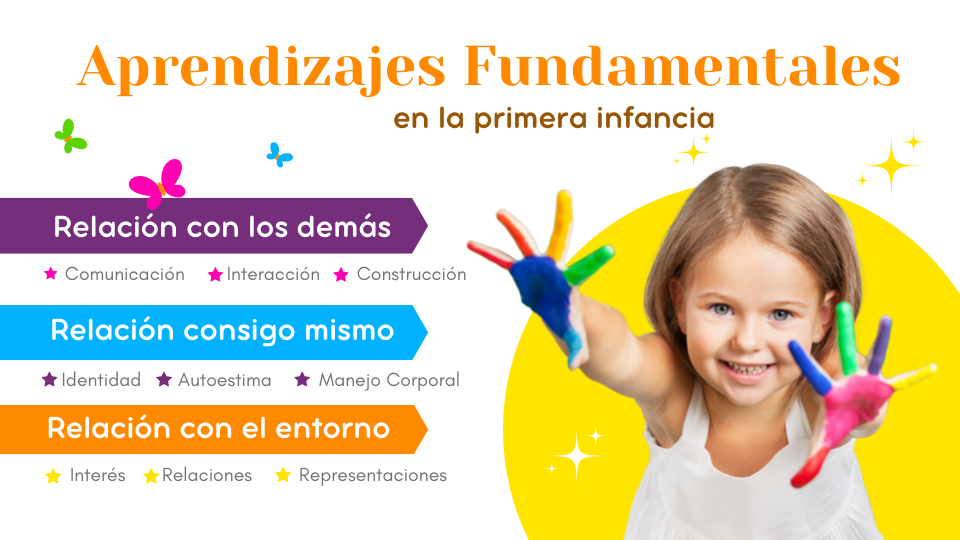 Aprendizajes Fundamentales
en la primera infancia
Relación con los demás
Comunicación Interacción Construcción
Relación consigo mismo
Identidad Autoestima Manejo Corporal
Relación con el entorno
Interés Relaciones Representaciones